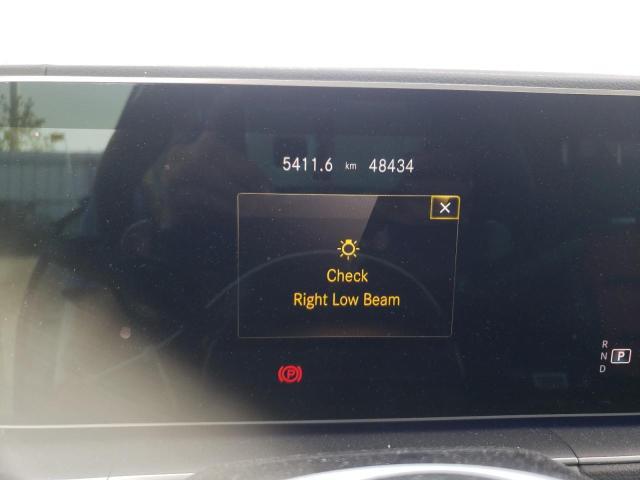 5411.6 km 48434
X
Check
Right Low Beam
R
N P
D
(P)